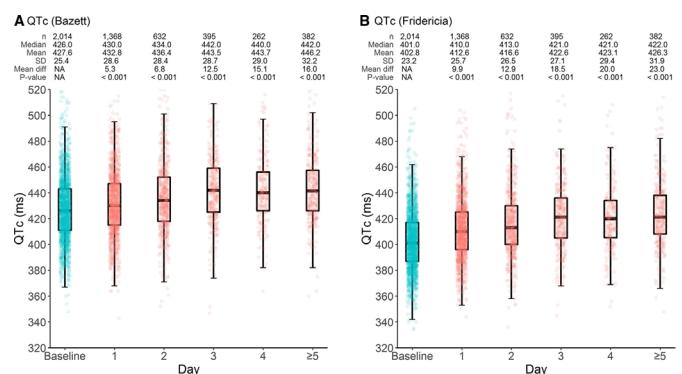 A QTc (Bazett)
n 2,014 1,368 632 395 262 382
Median 426.0 430.0 434.0 442.0 440.0 442.0
Mean 427.6 432.8 436.4 443.5 443.7 446.2
SD 25.4 28.6 28.4 28.7 29.0 32.2
Mean diff NA 5.3 6.8 12.5 15.1 16.0
P-value NA < 0.001 < 0.001 < 0.001 < 0.001 < 0.001
520
500
480
460
440
420
400
380
360
340
320
QTc (ms)
Baseline 1 2 3 4 ≥5
Day
B QTc (Fridericia)
n 2,014 1,368 632 395 262 382
Median 401.0 410.0 413.0 421.0 421.0 422.0
Mean 402.8 412.6 416.6 422.6 423.1 426.3
SD 23.2 25.7 26.5 27.1 29.4 31.9
Mean diff NA 9.9 12.9 18.5 20.0 23.0
P-value NA < 0.001 < 0.001 < 0.001 < 0.001 < 0.001
520
500
480
460
440
420
400
380
360
340
320
QTc (ms)
Baseline 1 2 3 4 ≥5
Day